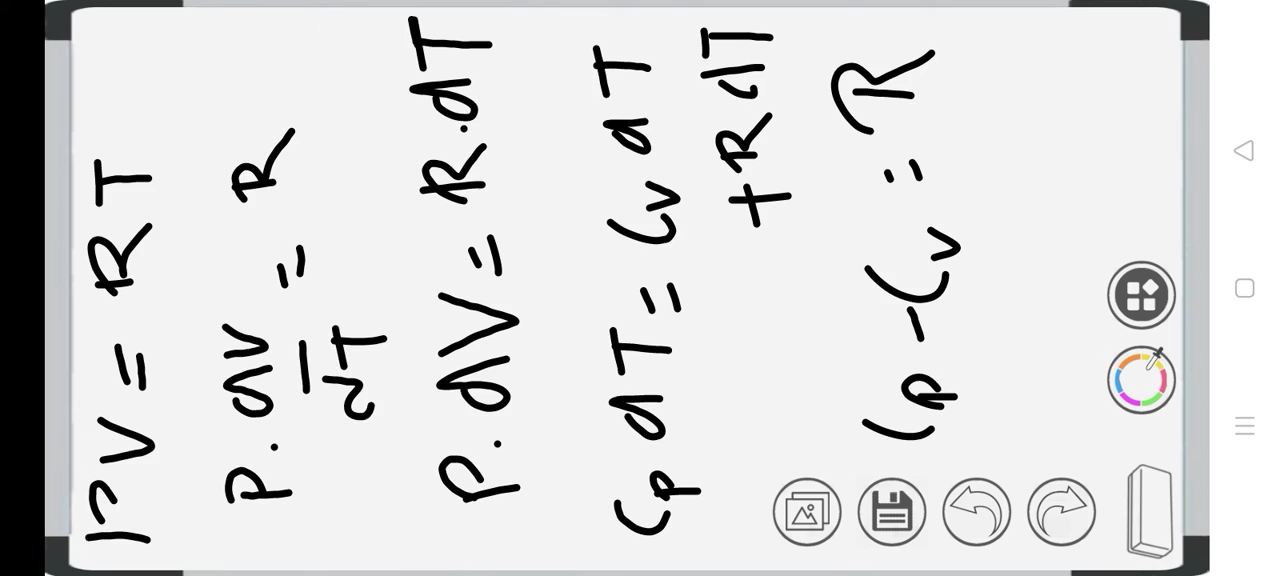 PV = RT
P. dV = R
dT
P. dV = R. dT
Cp dT = Cv dT
+ R dT
Cp - Cv = R